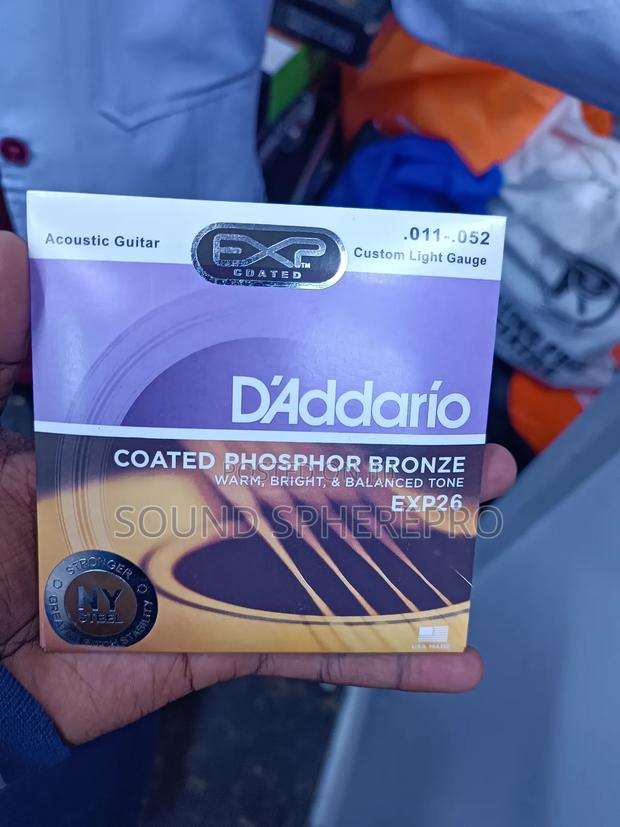 Acoustic Guitar
EXP™
COATED
.011-.052
Custom Light Gauge
D'Addario
COATED PHOSPHOR BRONZE
WARM, BRIGHT, & BALANCED TONE
EXP26
SOUND SPHEREPRO
STRONGER
NY
STEEL
USA MADE